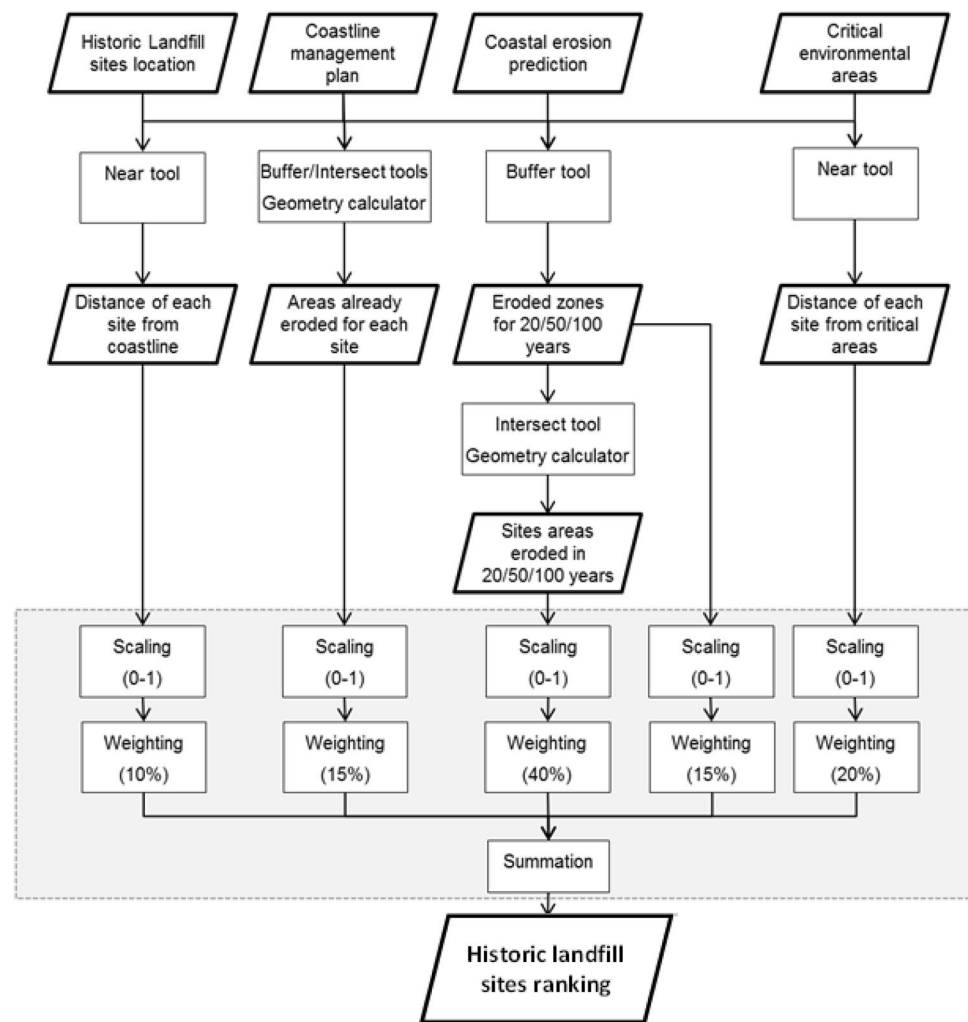 Historic Landfill
sites location
Coastline
management
plan
Coastal erosion
prediction
Critical
environmental
areas
Near tool
Buffer/Intersect tools
Geometry calculator
Buffer tool
Near tool
Distance of each
site from
coastline
Areas already
eroded for each
site
Eroded zones
for 20/50/100
years
Distance of each
site from critical
areas
Intersect tool
Geometry calculator
Sites areas
eroded in
20/50/100 years
Scaling
(0-1)
Scaling
(0-1)
Scaling
(0-1)
Scaling
(0-1)
Scaling
(0-1)
Weighting
(10%)
Weighting
(15%)
Weighting
(40%)
Weighting
(15%)
Weighting
(20%)
Summation
Historic landfill
sites ranking